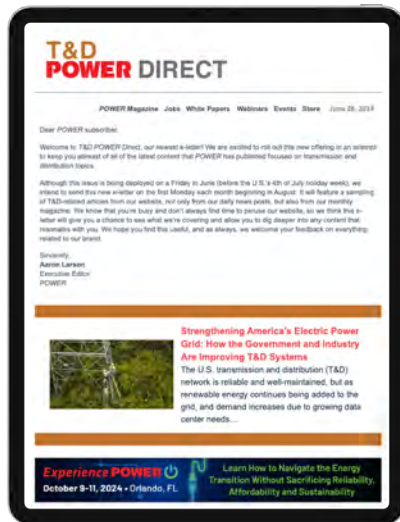 T&D
POWER DIRECT
POWER Magazine Jobs White Papers Webinars Events Store June 28, 2024
Dear POWER subscriber,
Welcome to T&D POWER Direct, our newest e-letter! We are excited to roll out this new offering in an attempt
to keep you abreast of all of the latest content that POWER has published focused on transmission and
distribution topics.
Although this issue is being deployed on a Friday in June (before the U.S.'s 4th of July holiday week), we
intend to send this new e-letter on the first Monday each month beginning in August. It will feature a sampling
of T&D-related articles from our website, not only from our daily news posts, but also from our monthly
magazine. We know that you're busy and don't always find time to peruse our website, so we think this e-
letter will give you a chance to see what we're covering and allow you to dig deeper into any content that
resonates with you. We hope you find this useful, and as always, we welcome your feedback on everything
related to our brand.
Sincerely,
Aaron Larson
Executive Editor
POWER
Strengthening America's Electric Power
Grid: How the Government and Industry
Are Improving T&D Systems
The U.S. transmission and distribution (T&D)
network is reliable and well-maintained, but as
renewable energy continues being added to the
grid, and demand increases due to growing data
center needs...
Experience POWER
October 9-11, 2024 • Orlando, FL
Learn How to Navigate the Energy
Transition Without Sacrificing Reliability,
Affordability and Sustainability